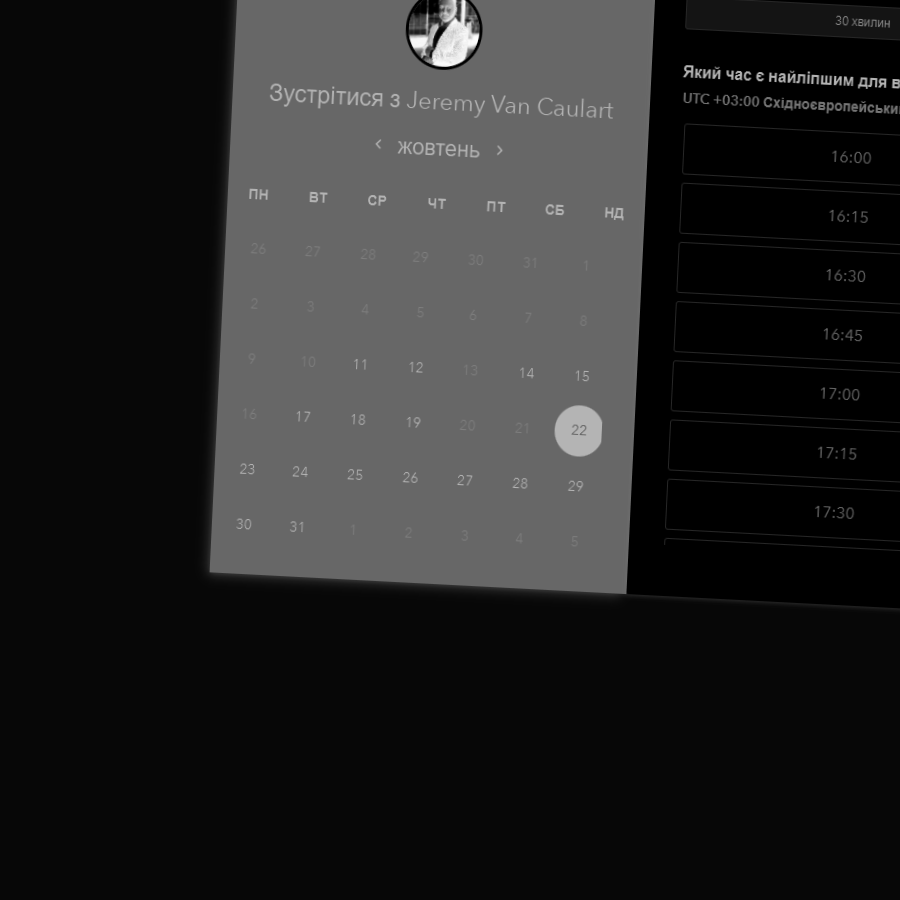 Зустрітися з Jeremy Van Caulart
жовтень
ПН ВТ СР ЧТ ПТ СБ НД
26 27 28 29 30 31 1
2 3 4 5 6 7 8
9 10 11 12 13 14 15
16 17 18 19 20 21 22
23 24 25 26 27 28 29
30 31 1 2 3 4 5
30 хвилин
Який час є найліпшим для в
UTC +03:00 Східноєвропейськи
16:00
16:15
16:30
16:45
17:00
17:15
17:30